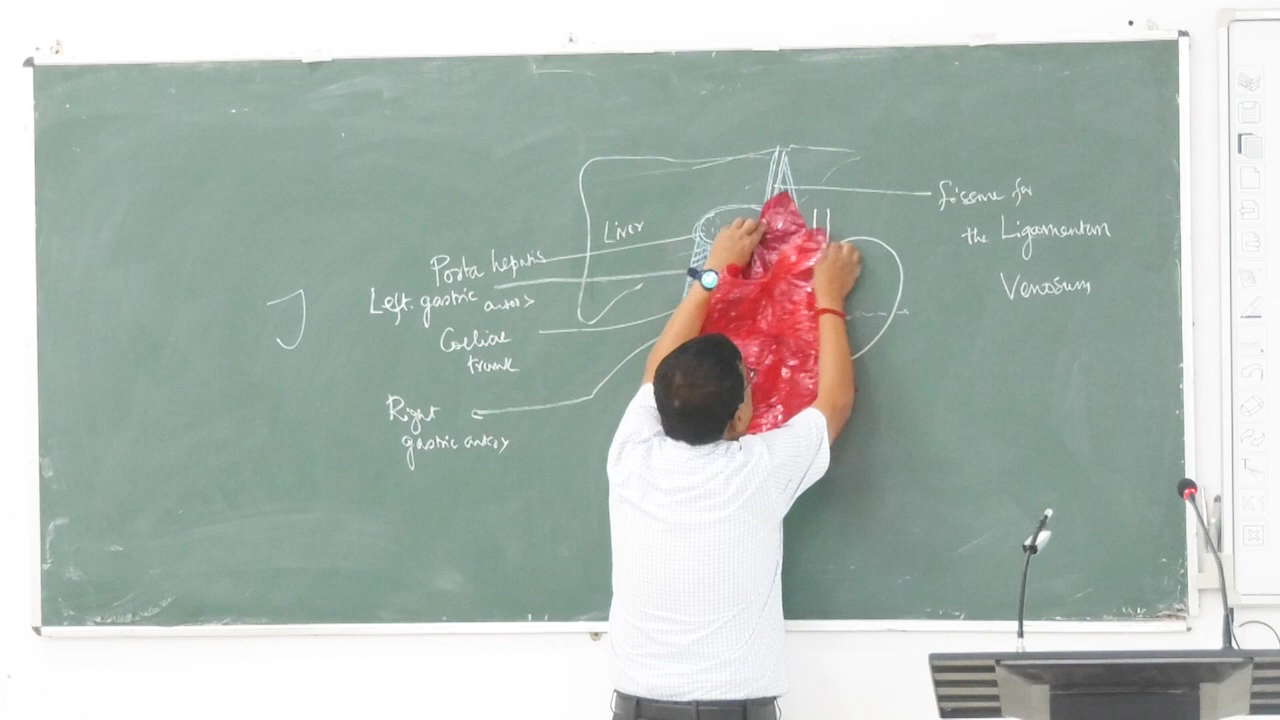 Liver
Porta hepatis
Left gastric artery
Coeliac
trunk
Right
gastric artery
fissure for
the Ligamentum
Venosum